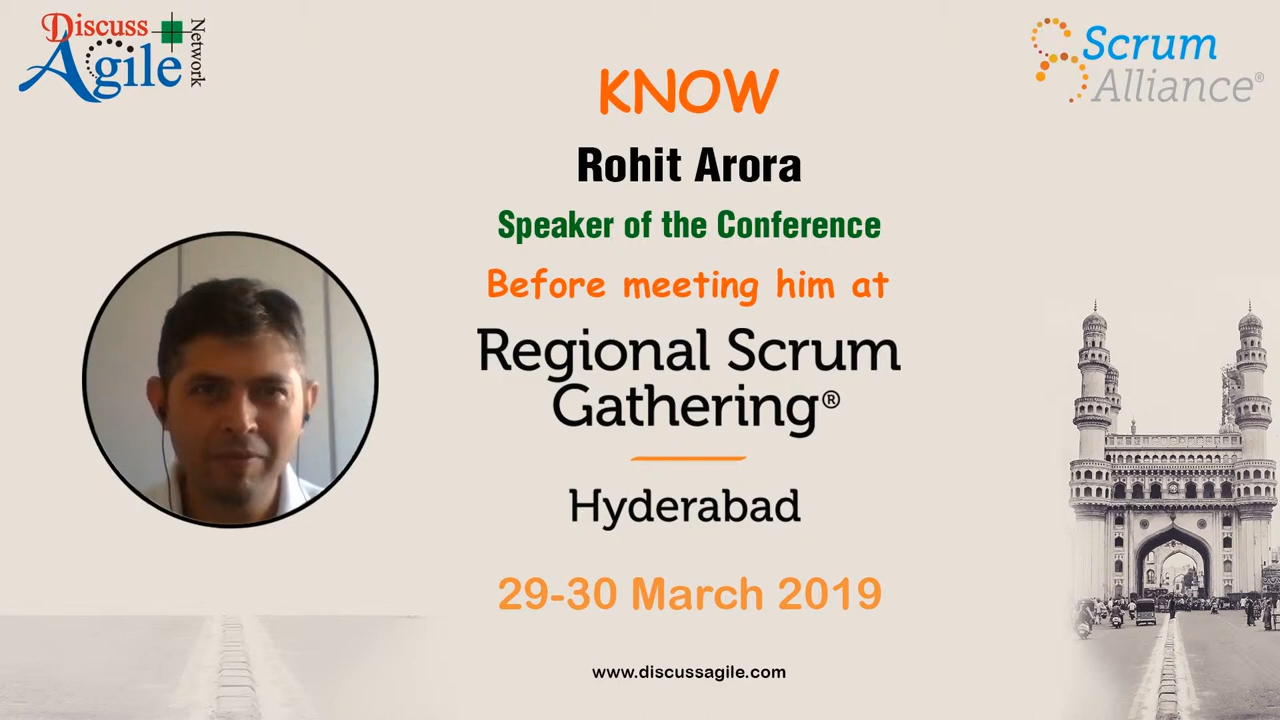 Discuss
Agile
Network
Scrum
Alliance®
KNOW
Rohit Arora
Speaker of the Conference
Before meeting him at
Regional Scrum
Gathering®
Hyderabad
29-30 March 2019
www.discussagile.com